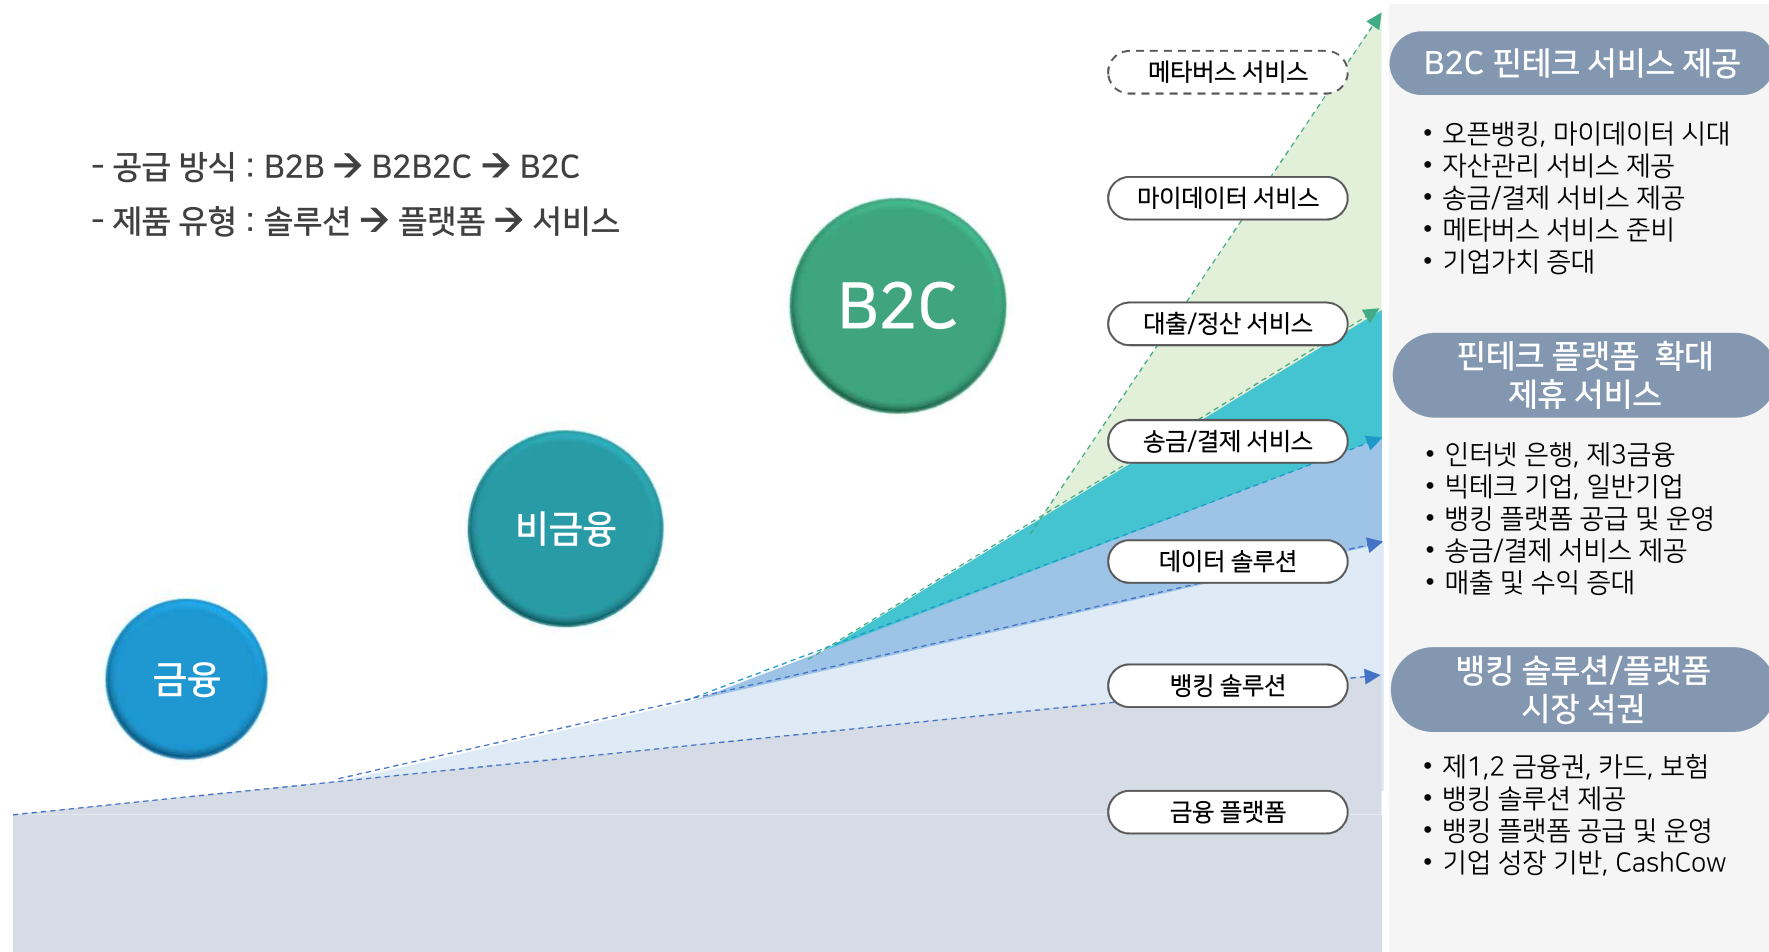 - 공급 방식 : B2B → B2B2C → B2C
- 제품 유형 : 솔루션 → 플랫폼 → 서비스
금융
비금융
B2C
메타버스 서비스
마이데이터 서비스
대출/정산 서비스
송금/결제 서비스
데이터 솔루션
뱅킹 솔루션
금융 플랫폼
B2C 핀테크 서비스 제공
• 오픈뱅킹, 마이데이터 시대
• 자산관리 서비스 제공
• 송금/결제 서비스 제공
• 메타버스 서비스 준비
• 기업가치 증대
핀테크 플랫폼 확대
제휴 서비스
• 인터넷 은행, 제3금융
• 빅테크 기업, 일반기업
• 뱅킹 플랫폼 공급 및 운영
• 송금/결제 서비스 제공
• 매출 및 수익 증대
뱅킹 솔루션/플랫폼
시장 석권
• 제1,2 금융권, 카드, 보험
• 뱅킹 솔루션 제공
• 뱅킹 플랫폼 공급 및 운영
• 기업 성장 기반, CashCow